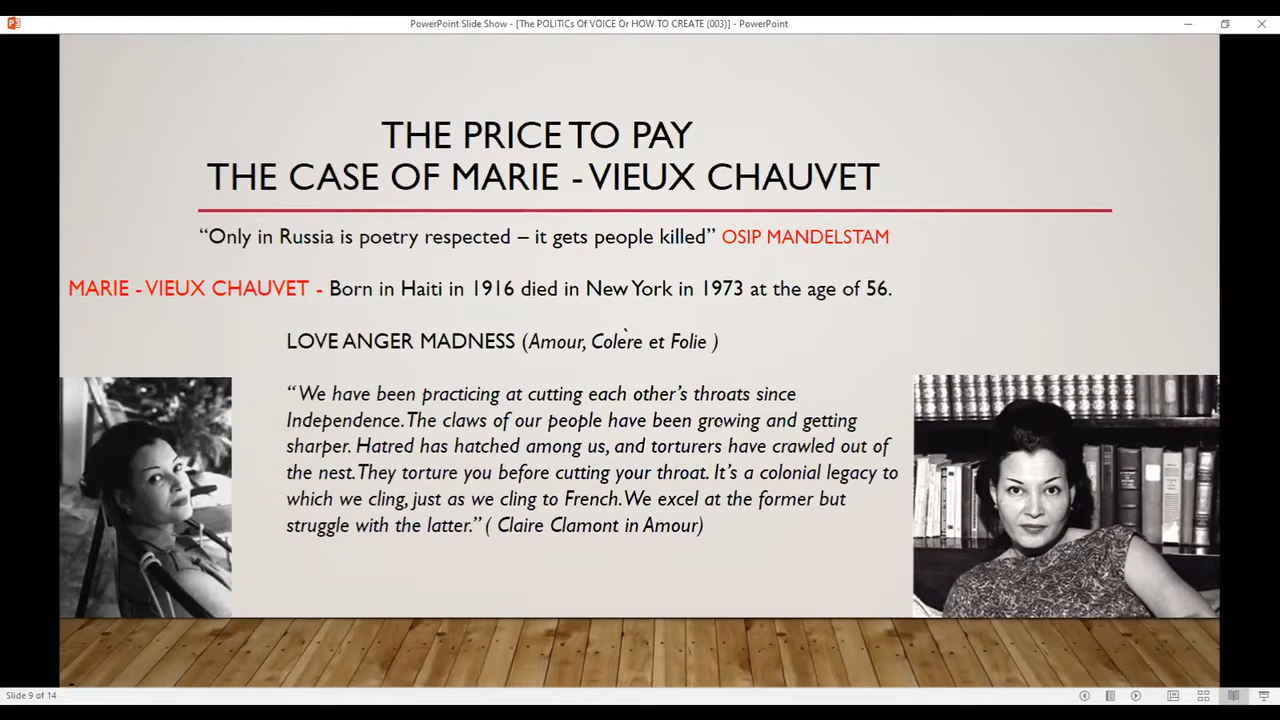 PowerPoint Slide Show - [The POLITICs Of VOICE Or HOW TO CREATE (003)] - PowerPoint
THE PRICE TO PAY
THE CASE OF MARIE - VIEUX CHAUVET
“Only in Russia is poetry respected – it gets people killed” OSIP MANDELSTAM
MARIE - VIEUX CHAUVET - Born in Haiti in 1916 died in New York in 1973 at the age of 56.
LOVE ANGER MADNESS (Amour, Colère et Folie )
“ We have been practicing at cutting each other’s throats since
Independence. The claws of our people have been growing and getting
sharper. Hatred has hatched among us, and torturers have crawled out of
the nest. They torture you before cutting your throat. It’s a colonial legacy to
which we cling, just as we cling to French. We excel at the former but
struggle with the latter.” ( Claire Clamont in Amour)
Slide 9 of 14